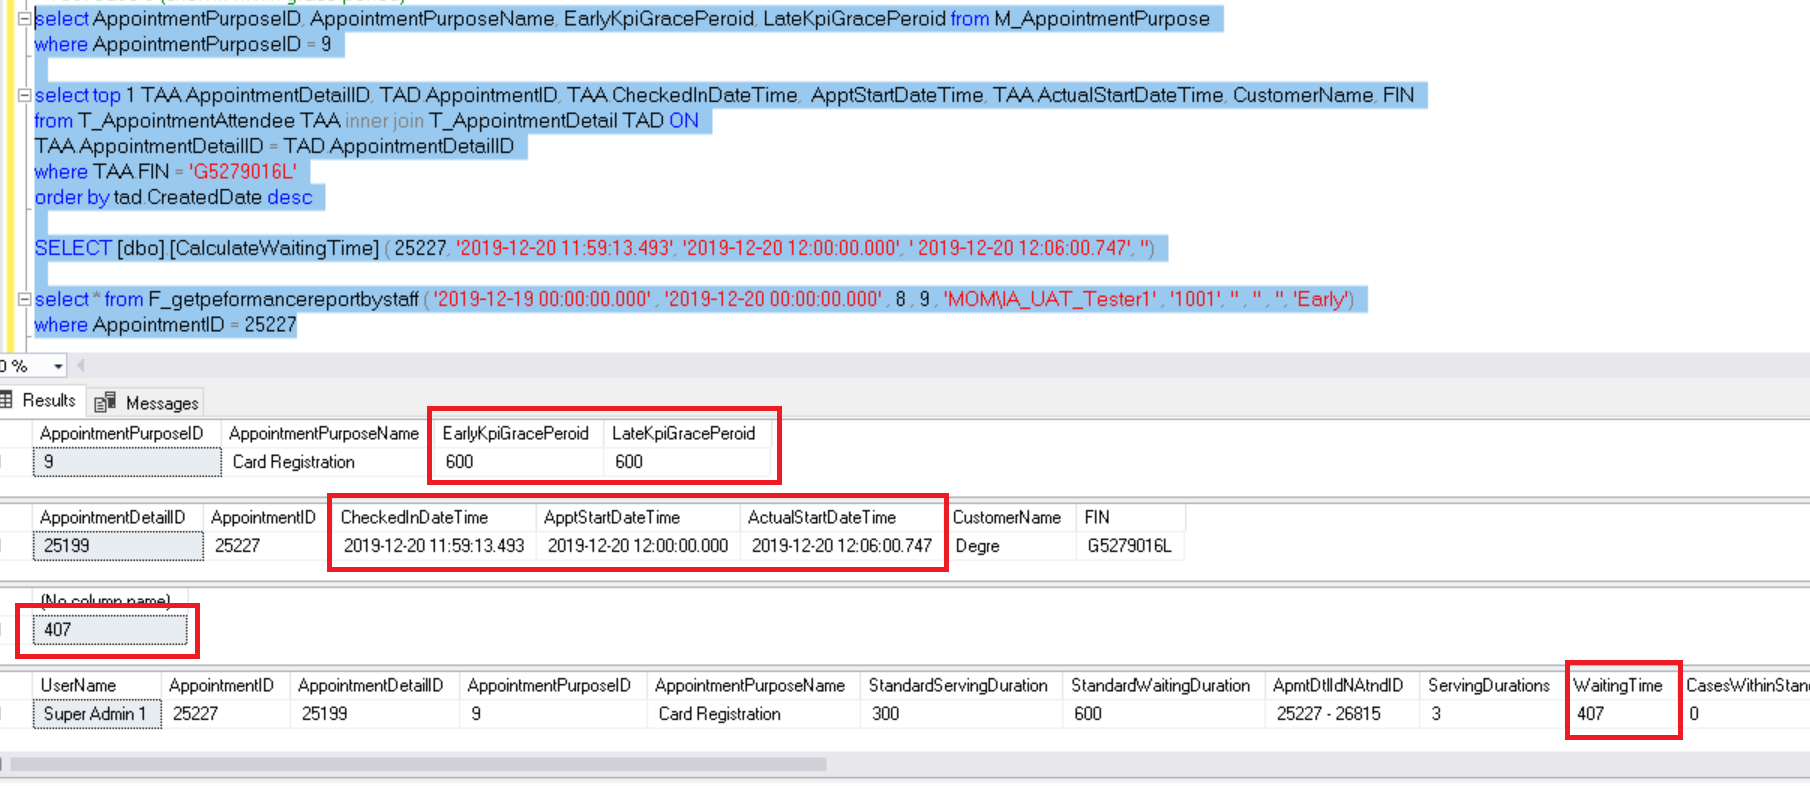 select AppointmentPurposeID, AppointmentPurposeName, EarlyKpiGracePeroid, LateKpiGracePeroid from M_AppointmentPurpose
where AppointmentPurposeID = 9
select top 1 TAA.AppointmentDetailID, TAD.AppointmentID, TAA.CheckedInDateTime, ApptStartDateTime, TAA.ActualStartDateTime, CustomerName, FIN
from T_AppointmentAttendee TAA inner join T_AppointmentDetail TAD ON
TAA.AppointmentDetailID = TAD.AppointmentDetailID
where TAA.FIN = 'G5279016L'
order by tad.CreatedDate desc
SELECT [dbo].[CalculateWaitingTime] ( 25227, '2019-12-20 11:59:13.493', '2019-12-20 12:00:00.000', ' 2019-12-20 12:06:00.747', '')
select * from F_getpeformancereportbystaff ( '2019-12-19 00:00:00.000' , '2019-12-20 00:00:00.000' , 8 , 9 , 'MOM\IA_UAT_Tester1' , '1001', '' , '' , '', 'Early')
where AppointmentID = 25227
0 %
Results Messages
AppointmentPurposeID AppointmentPurposeName EarlyKpiGracePeroid LateKpiGracePeroid
9 Card Registration 600 600
AppointmentDetailID AppointmentID CheckedInDateTime ApptStartDateTime ActualStartDateTime CustomerName FIN
25199 25227 2019-12-20 11:59:13.493 2019-12-20 12:00:00.000 2019-12-20 12:06:00.747 Degre G5279016L
(No column name)
407
UserName AppointmentID AppointmentDetailID AppointmentPurposeID AppointmentPurposeName StandardServingDuration StandardWaitingDuration ApmtDtlIdNAtndID ServingDurations WaitingTime CasesWithinStan
Super Admin 1 25227 25199 9 Card Registration 300 600 25227 - 26815 3 407 0